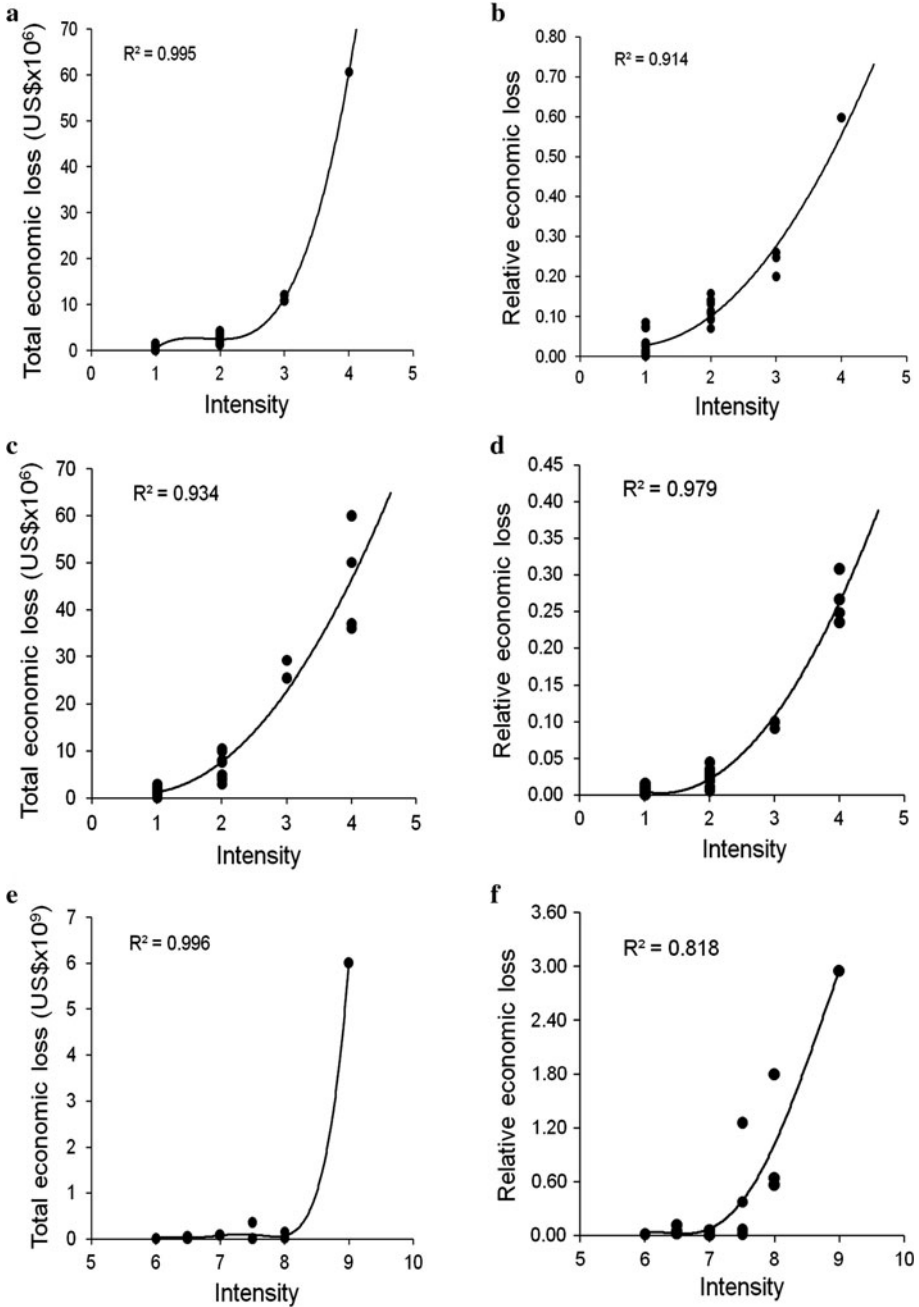 a
Total economic loss (US$x10⁶)
70
60
50
40
30
20
10
0
R² = 0.995
0 1 2 3 4 5
Intensity
b
Relative economic loss
0.80
0.70
0.60
0.50
0.40
0.30
0.20
0.10
0.00
R² = 0.914
0 1 2 3 4 5
Intensity
c
Total economic loss (US$x10⁶)
70
60
50
40
30
20
10
0
R² = 0.934
0 1 2 3 4 5
Intensity
d
Relative economic loss
0.45
0.40
0.35
0.30
0.25
0.20
0.15
0.10
0.05
0.00
R² = 0.979
0 1 2 3 4 5
Intensity
e
Total economic loss (US$x10⁹)
7
6
5
4
3
2
1
0
R² = 0.996
5 6 7 8 9 10
Intensity
f
Relative economic loss
3.60
3.00
2.40
1.80
1.20
0.60
0.00
R² = 0.818
5 6 7 8 9 10
Intensity